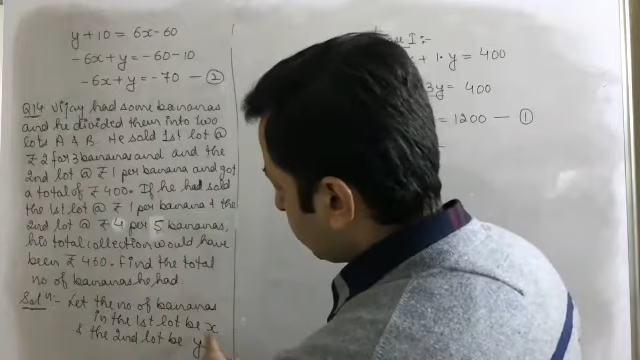 y + 10 = 6x - 60
-6x + y = -60 - 10
-6x + y = -70 - ②
Q14 Vijay had some bananas
and he divided them into two
lots A & B. He sold 1st lot @
₹2 for 3 bananas and and the
2nd lot @ ₹1 per banana and got
a total of ₹400. If he had sold
the 1st lot @ ₹1 per banana & the
2nd lot @ ₹4 per 5 bananas,
his total collection would have
been ₹460. Find the total
no of bananas he had.
Solⁿ:- Let the no of bananas
in the 1st lot be x
& the 2nd lot be y
I:-
x + 1·y = 400
3y = 400
= 1200 - ①